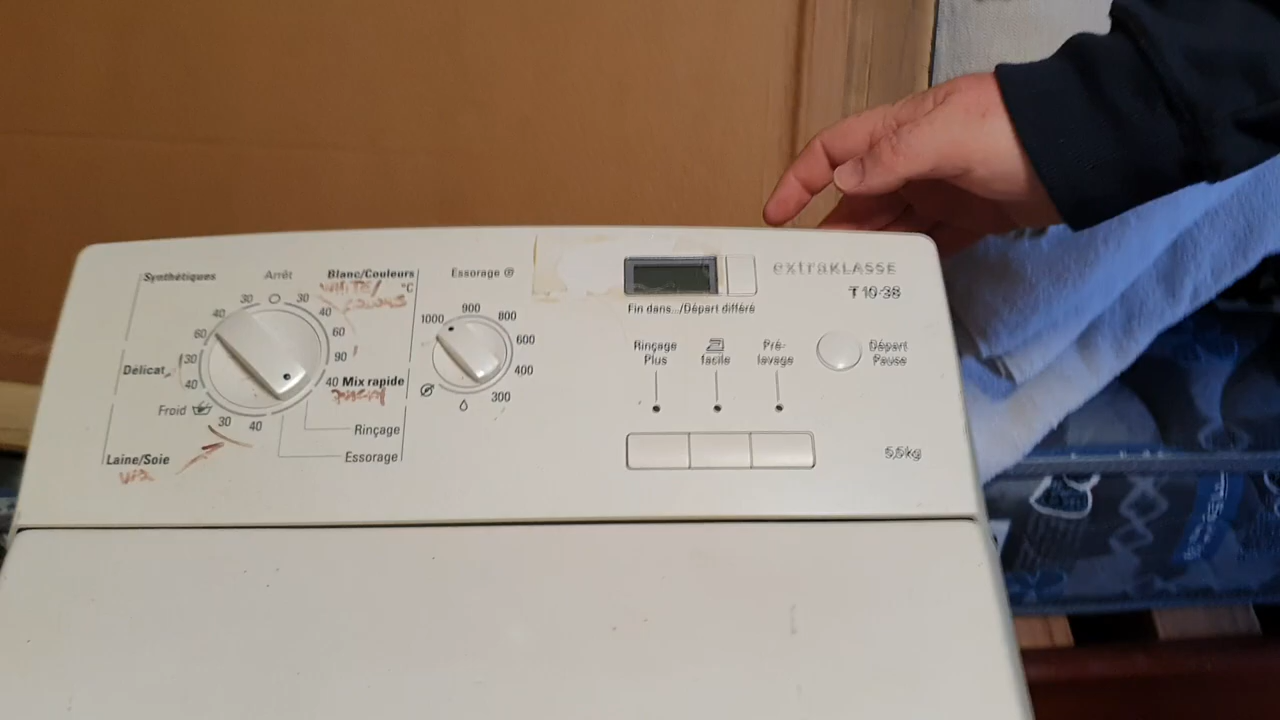 Synthétiques
Arrêt
Blanc/Couleurs
WHITE/
COLORS
°C
30
30
40
40
60
60
90
Délicat
30
40
40 Mix rapide
Froid
30
40
Rinçage
Laine/Soie
Essorage
Essorage
900
1000
800
600
400
300
extraKLASSE
T 10-38
Fin dans.../Départ différé
Rinçage
Plus
facile
Pré-
lavage
Départ
Pause
5,5kg